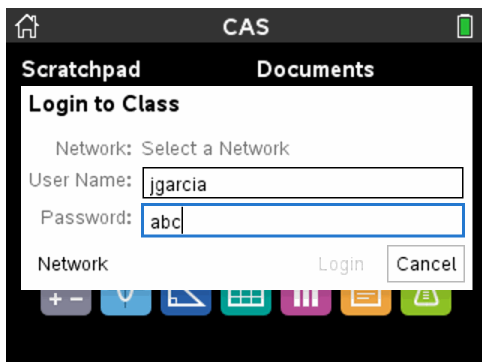 CAS
Scratchpad Documents
Login to Class
Network: Select a Network
User Name: jgarcia
Password: abc
Network Login Cancel